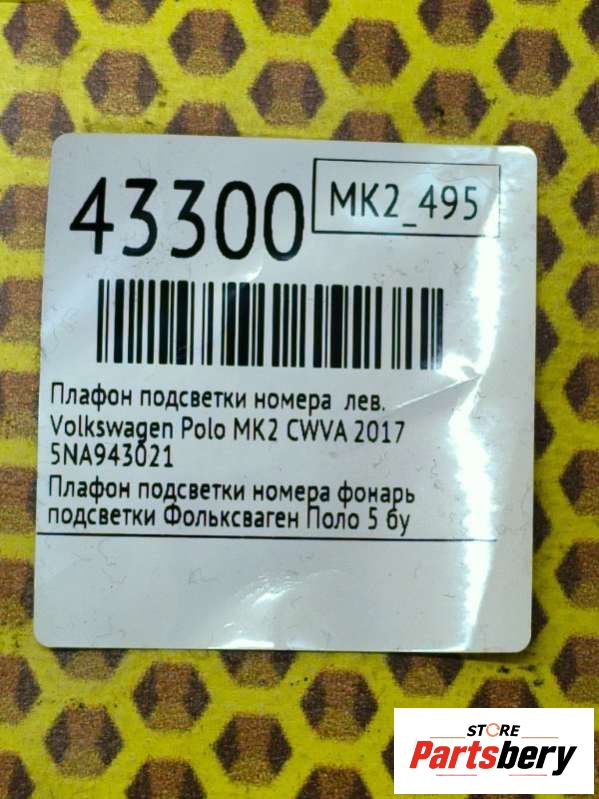 43300
MK2_495
Плафон подсветки номера лев.
Volkswagen Polo MK2 CWVA 2017
5NA943021
Плафон подсветки номера фонарь
подсветки Фольксваген Поло 5 бу
STORE
Partsbery